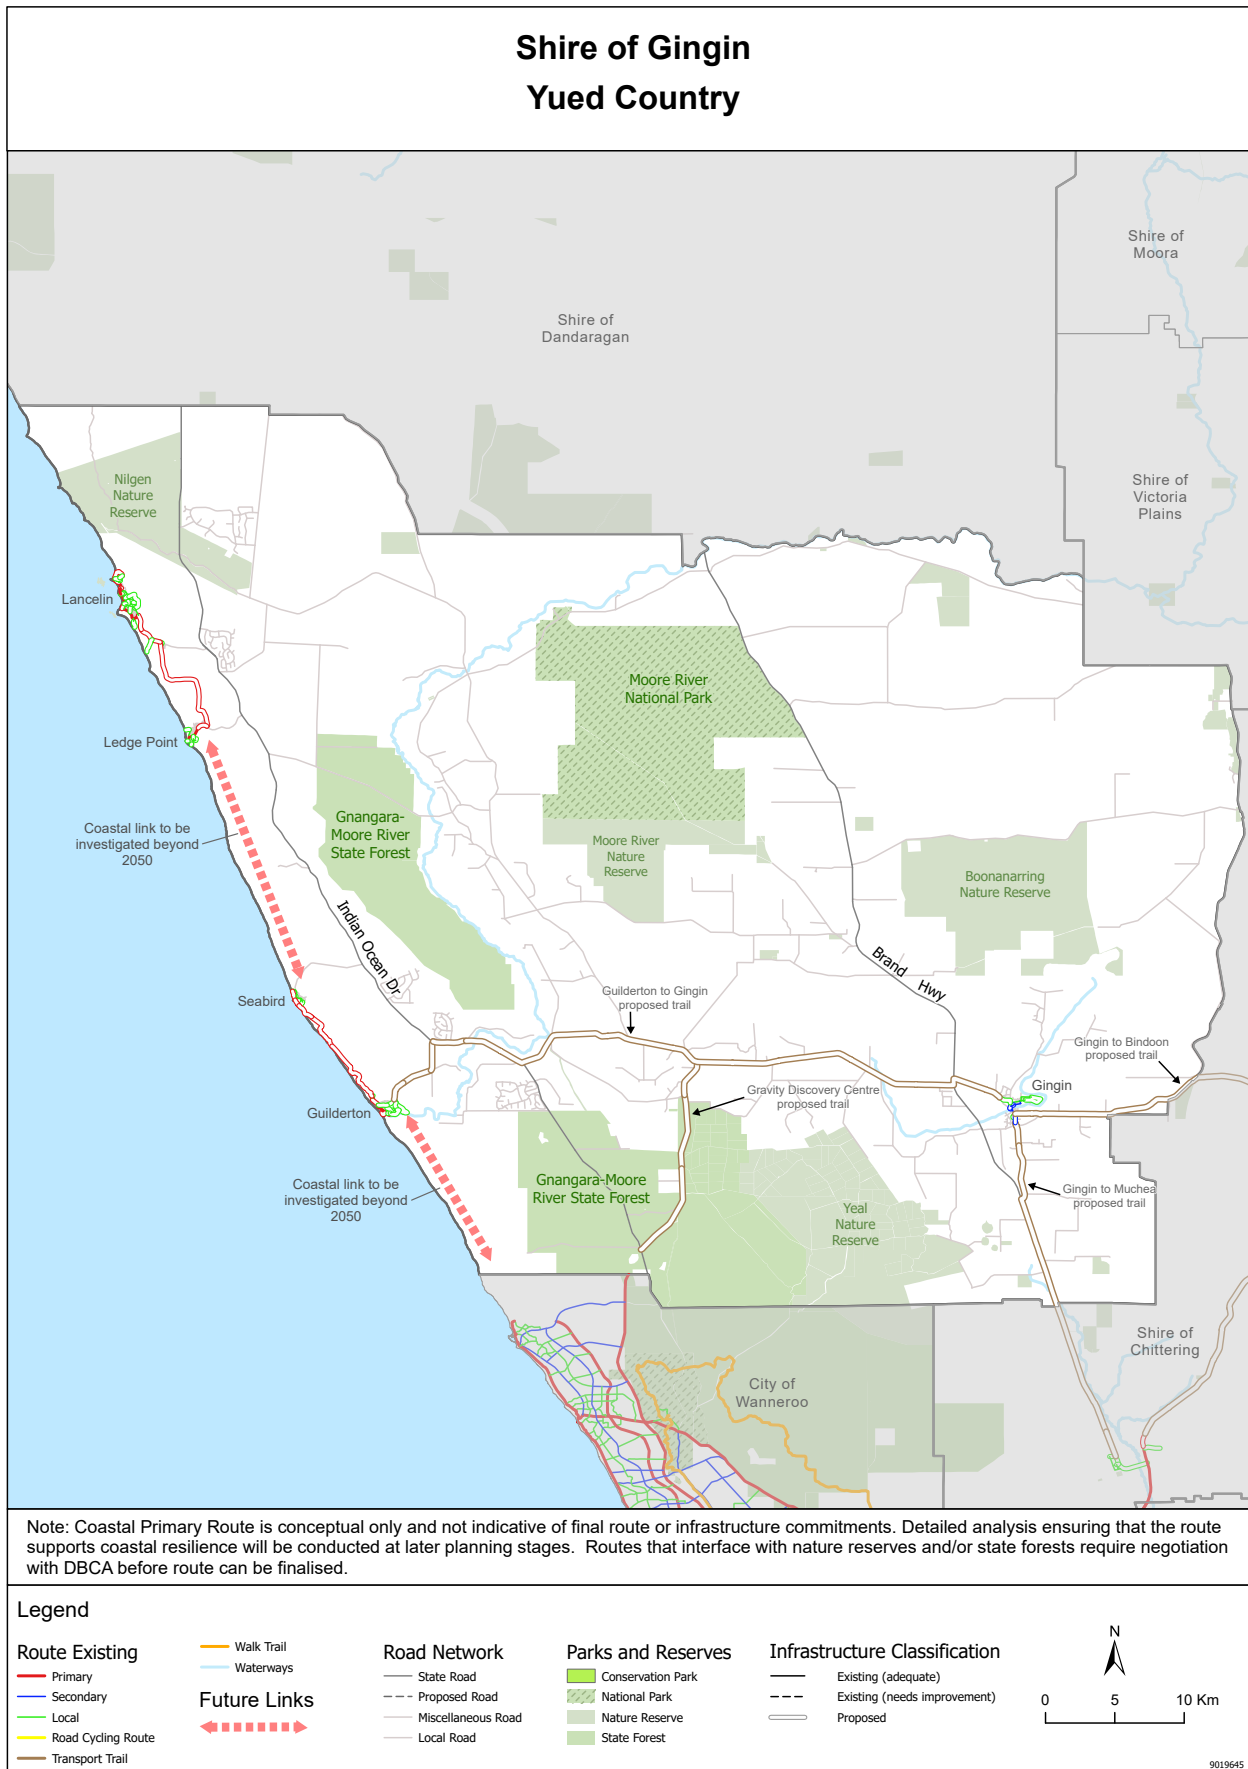 Shire of Gingin
Yued Country
Shire of
Moora
Shire of
Dandaragan
Shire of
Victoria
Plains
Nilgen
Nature
Reserve
Lancelin
Moore River
National Park
Ledge Point
Gnangara-
Moore River
State Forest
Coastal link to be
investigated beyond
2050
Moore River
Nature
Reserve
Boonanarring
Nature Reserve
Indian Ocean Dr
Brand Hwy
Seabird
Guilderton to Gingin
proposed trail
Gingin to Bindoon
proposed trail
Gingin
Gravity Discovery Centre
proposed trail
Guilderton
Gnangara-Moore
River State Forest
Coastal link to be
investigated beyond
2050
Gingin to Muchea
proposed trail
Yeal
Nature
Reserve
Shire of
Chittering
City of
Wanneroo
Note: Coastal Primary Route is conceptual only and not indicative of final route or infrastructure commitments. Detailed analysis ensuring that the route
supports coastal resilience will be conducted at later planning stages.  Routes that interface with nature reserves and/or state forests require negotiation
with DBCA before route can be finalised.
Legend
Route Existing
Primary
Secondary
Local
Road Cycling Route
Transport Trail
Walk Trail
Waterways
Future Links
Road Network
State Road
Proposed Road
Miscellaneous Road
Local Road
Parks and Reserves
Conservation Park
National Park
Nature Reserve
State Forest
Infrastructure Classification
Existing (adequate)
Existing (needs improvement)
Proposed
N
0 5 10 Km
9019645